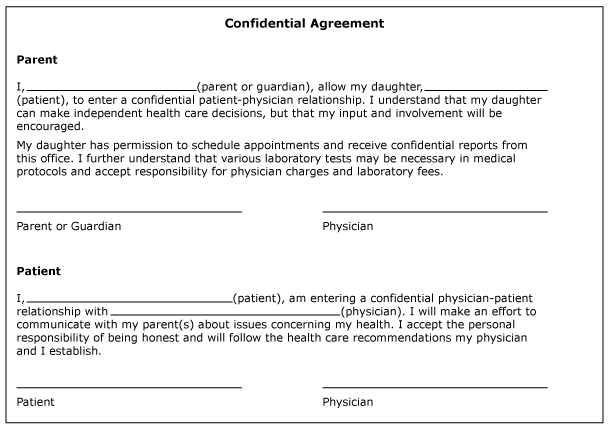 Confidential Agreement
Parent
I,                    (parent or guardian), allow my daughter,
(patient), to enter a confidential patient-physician relationship. I understand that my daughter
can make independent health care decisions, but that my input and involvement will be
encouraged.
My daughter has permission to schedule appointments and receive confidential reports from
this office. I further understand that various laboratory tests may be necessary in medical
protocols and accept responsibility for physician charges and laboratory fees.
Parent or Guardian                    Physician
Patient
I,                    (patient), am entering a confidential physician-patient
relationship with                    (physician). I will make an effort to
communicate with my parent(s) about issues concerning my health. I accept the personal
responsibility of being honest and will follow the health care recommendations my physician
and I establish.
Patient                    Physician